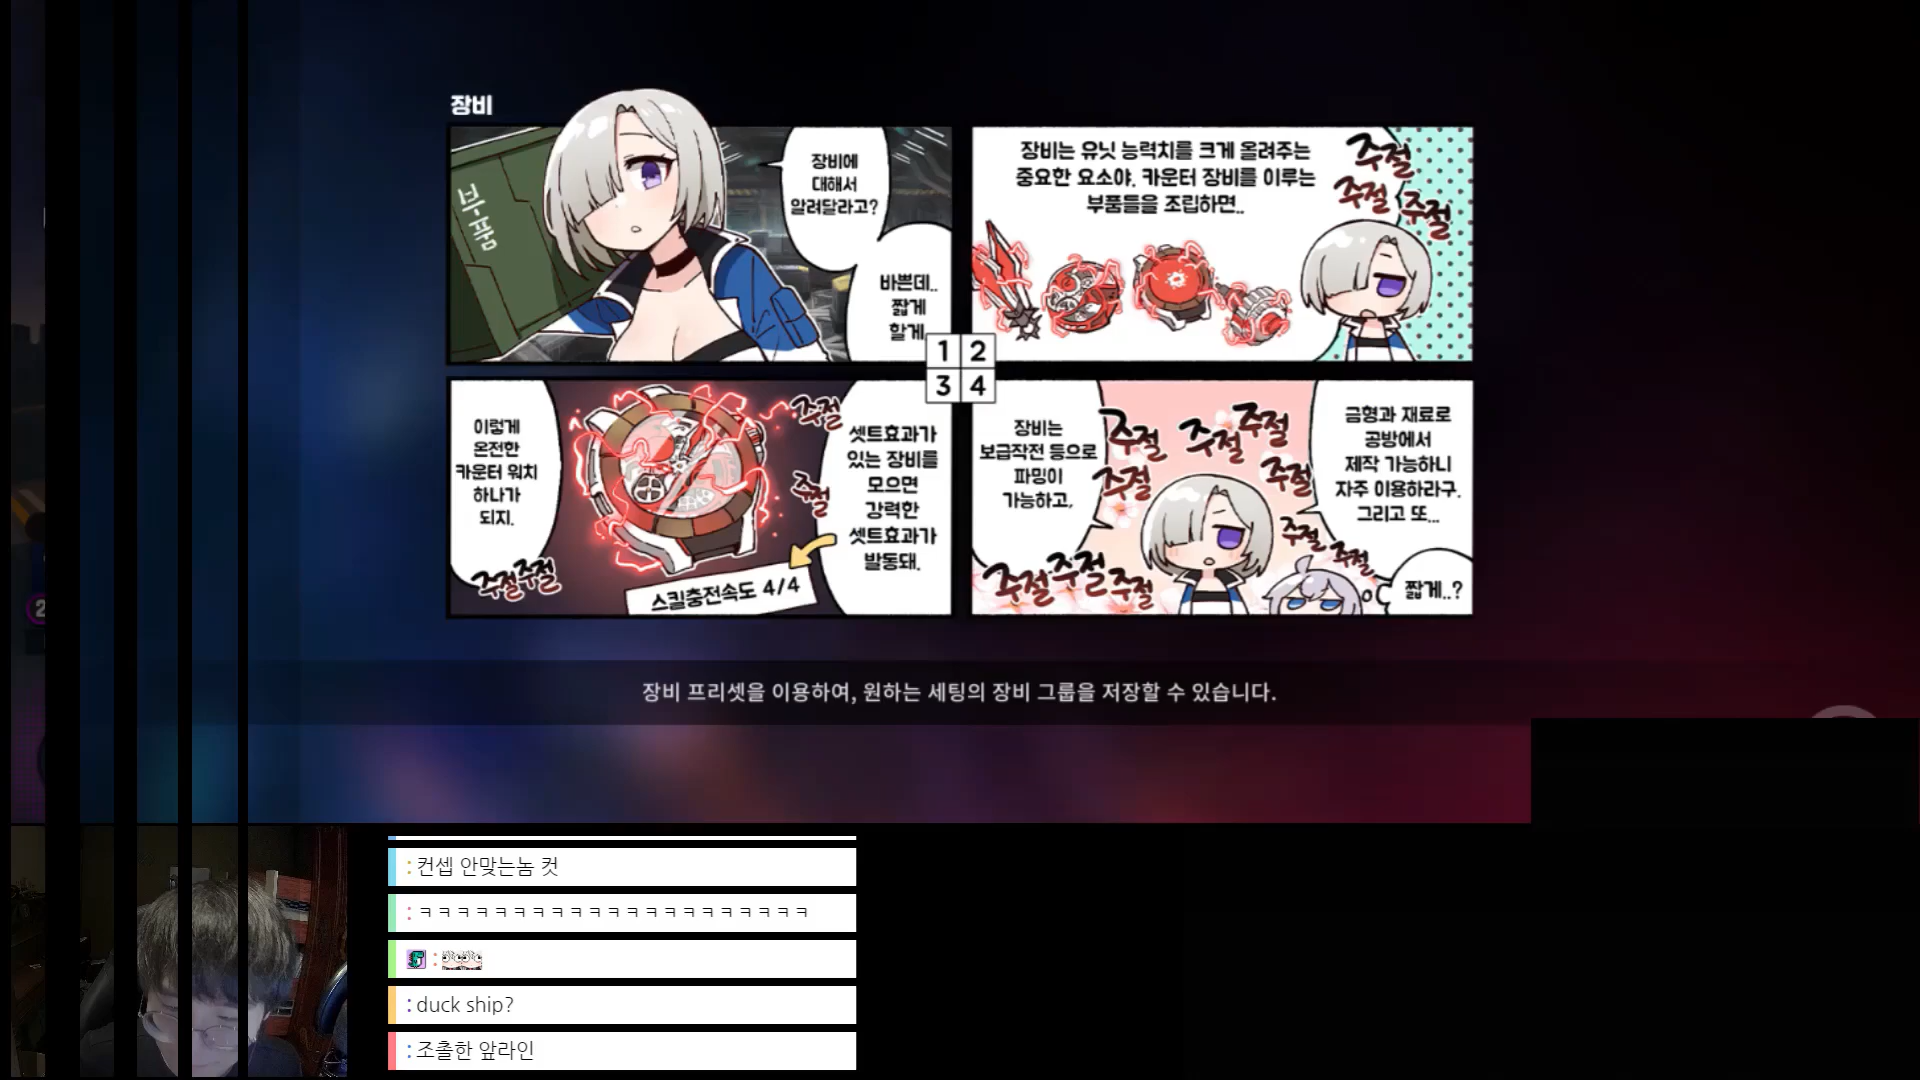 장비
부품
장비에
대해서
알려달라고?
바쁜데..
짧게
할게.
장비는 유닛 능력치를 크게 올려주는
중요한 요소야. 카운터 장비를 이루는
부품들을 조립하면..
주절
주절 주절
1 2
3 4
이렇게
온전한
카운터 워치
하나가
되지.
주절주절
주절
주절
셋트효과가
있는 장비를
모으면
강력한
셋트효과가
발동돼.
스킬충전속도 4/4
장비는
보급작전 등으로
파밍이
가능하고,
주절 주절 주절
주절 주절
주절
주절
주절 주절 주절
금형과 재료로
공방에서
제작 가능하니
자주 이용하라구.
그리고 또...
짧게..?
장비 프리셋을 이용하여, 원하는 세팅의 장비 그룹을 저장할 수 있습니다.
2
: 컨셉 안맞는놈 컷
: ㅋㅋㅋㅋㅋㅋㅋㅋㅋㅋㅋㅋㅋㅋㅋㅋㅋㅋㅋㅋㅋ
:
: duck ship?
: 조촐한 앞라인